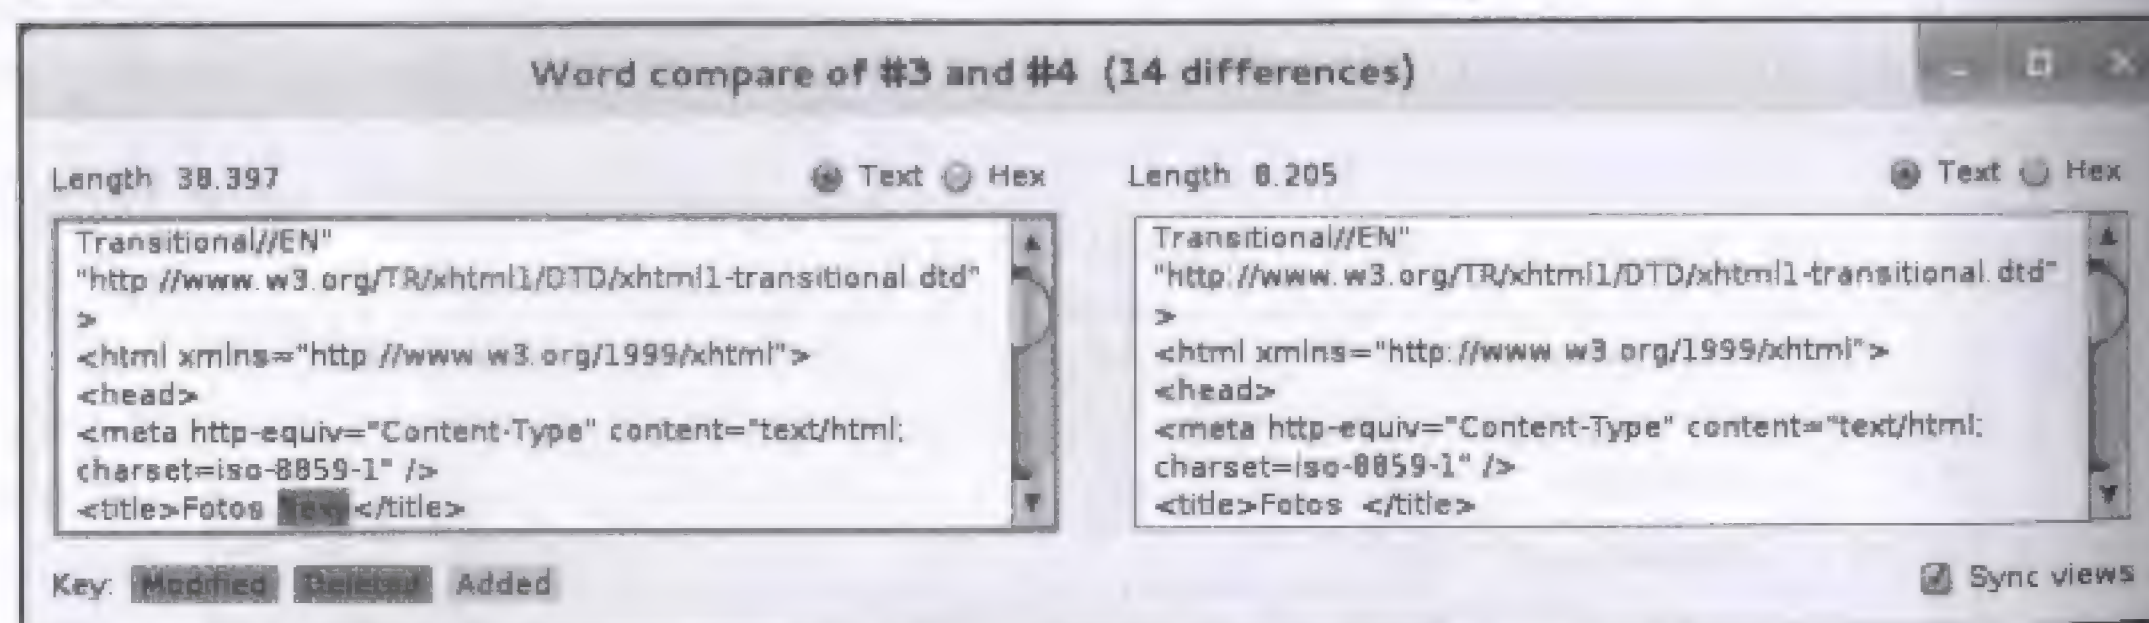 Word compare of #3 and #4 (14 differences)
Length 38.397
Text Hex
Transitional//EN"
"http://www.w3.org/TR/xhtml1/DTD/xhtml1-transitional.dtd"
>
<html xmlns="http://www.w3.org/1999/xhtml">
<head>
<meta http-equiv="Content-Type" content="text/html;
charset=iso-8859-1" />
<title>Fotos </title>
Length 8.205
Text Hex
Transitional//EN"
"http://www.w3.org/TR/xhtml1/DTD/xhtml1-transitional.dtd"
>
<html xmlns="http://www.w3.org/1999/xhtml">
<head>
<meta http-equiv="Content-Type" content="text/html;
charset=iso-8859-1" />
<title>Fotos </title>
Key: Modified Deleted Added
Sync views